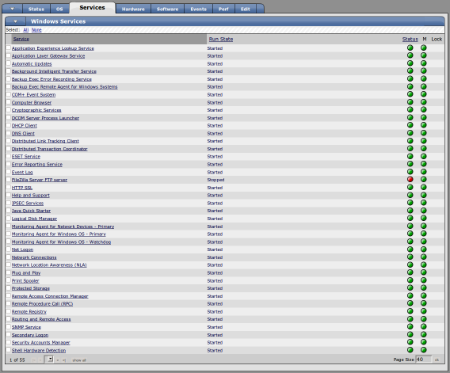 Status OS Services Hardware Software Events Perf Edit
Windows Services
Select: All None
Service Run State Status M Lock
Application Experience Lookup Service Started
Application Layer Gateway Service Started
Automatic Updates Started
Background Intelligent Transfer Service Started
Backup Exec Error Recording Service Started
Backup Exec Remote Agent for Windows Systems Started
COM+ Event System Started
Computer Browser Started
Cryptographic Services Started
DCOM Server Process Launcher Started
DHCP Client Started
DNS Client Started
Distributed Link Tracking Client Started
Distributed Transaction Coordinator Started
ESET Service Started
Error Reporting Service Started
Event Log Started
FileZilla Server FTP server Stopped
HTTP SSL Started
Help and Support Started
IPSEC Services Started
Java Quick Starter Started
Logical Disk Manager Started
Monitoring Agent for Network Devices - Primary Started
Monitoring Agent for Windows OS - Primary Started
Monitoring Agent for Windows OS - Watchdog Started
Net Logon Started
Network Connections Started
Network Location Awareness (NLA) Started
Plug and Play Started
Print Spooler Started
Protected Storage Started
Remote Access Connection Manager Started
Remote Procedure Call (RPC) Started
Remote Registry Started
Routing and Remote Access Started
SNMP Service Started
Secondary Logon Started
Security Accounts Manager Started
Shell Hardware Detection Started
1 of 53 show all Page Size 40